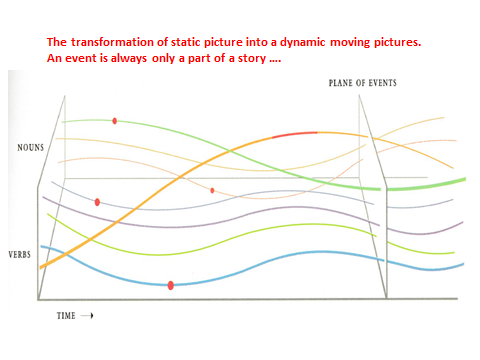 The transformation of static picture into a dynamic moving pictures.
An event is always only a part of a story ....
PLANE OF EVENTS
NOUNS
VERBS
TIME